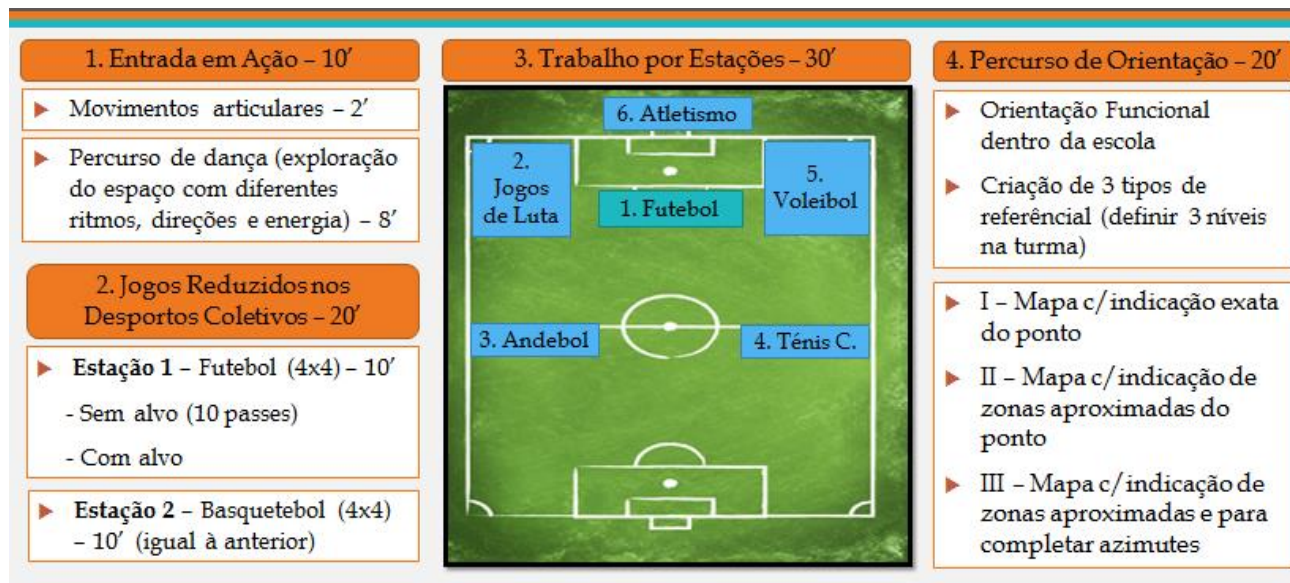 1. Entrada em Ação – 10’
Movimentos articulares – 2’
Percurso de dança (exploração
do espaço com diferentes
ritmos, direções e energia) – 8’
2. Jogos Reduzidos nos
Desportos Coletivos – 20’
Estação 1 – Futebol (4x4) – 10’
- Sem alvo (10 passes)
- Com alvo
Estação 2 – Basquetebol (4x4)
– 10’ (igual à anterior)
3. Trabalho por Estações – 30’
6. Atletismo
2.
Jogos
de Luta
5.
Voleibol
1. Futebol
3. Andebol
4. Ténis C.
4. Percurso de Orientação – 20’
Orientação Funcional
dentro da escola
Criação de 3 tipos de
referêncial (definir 3 níveis
na turma)
I – Mapa c/indicação exata
do ponto
II – Mapa c/indicação de
zonas aproximadas do
ponto
III – Mapa c/indicação de
zonas aproximadas e para
completar azimutes